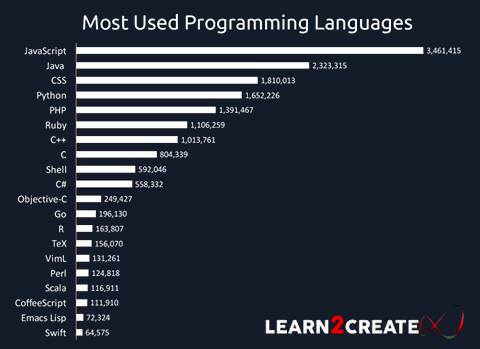 Most Used Programming Languages
JavaScript 3,461,415
Java 2,323,315
CSS 1,810,013
Python 1,652,226
PHP 1,391,467
Ruby 1,106,259
C++ 1,013,761
C 804,339
Shell 592,046
C# 558,332
Objective-C 249,427
Go 196,130
R 163,807
TeX 156,070
VimL 131,261
Perl 124,818
Scala 116,911
CoffeeScript 111,910
Emacs Lisp 72,324
Swift 64,575
LEARN2CREATE